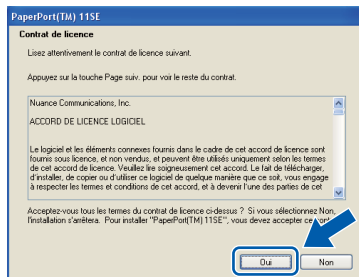 PaperPort(TM) 11SE
Contrat de licence
Lisez attentivement le contrat de licence suivant.
Appuyez sur la touche Page suiv. pour voir le reste du contrat.
Nuance Communications, Inc.
ACCORD DE LICENCE LOGICIEL
Le logiciel et les éléments connexes fournis dans le cadre de cet accord de licence sont
fournis sous licence, et non vendus, et peuvent être utilisés uniquement selon les termes
de cet accord de licence. Veuillez lire soigneusement cet accord. Le fait de télécharger,
d'installer, de copier ou d'utiliser ce logiciel de quelque manière que ce soit, vous engage
à respecter les termes et conditions de cet accord, et à devenir l'une des parties de cet
Acceptez-vous tous les termes du contrat de licence ci-dessus ? Si vous sélectionnez Non,
l'installation s'arrêtera. Pour installer "PaperPort(TM) 11SE", vous devez accepter ce
Oui
Non